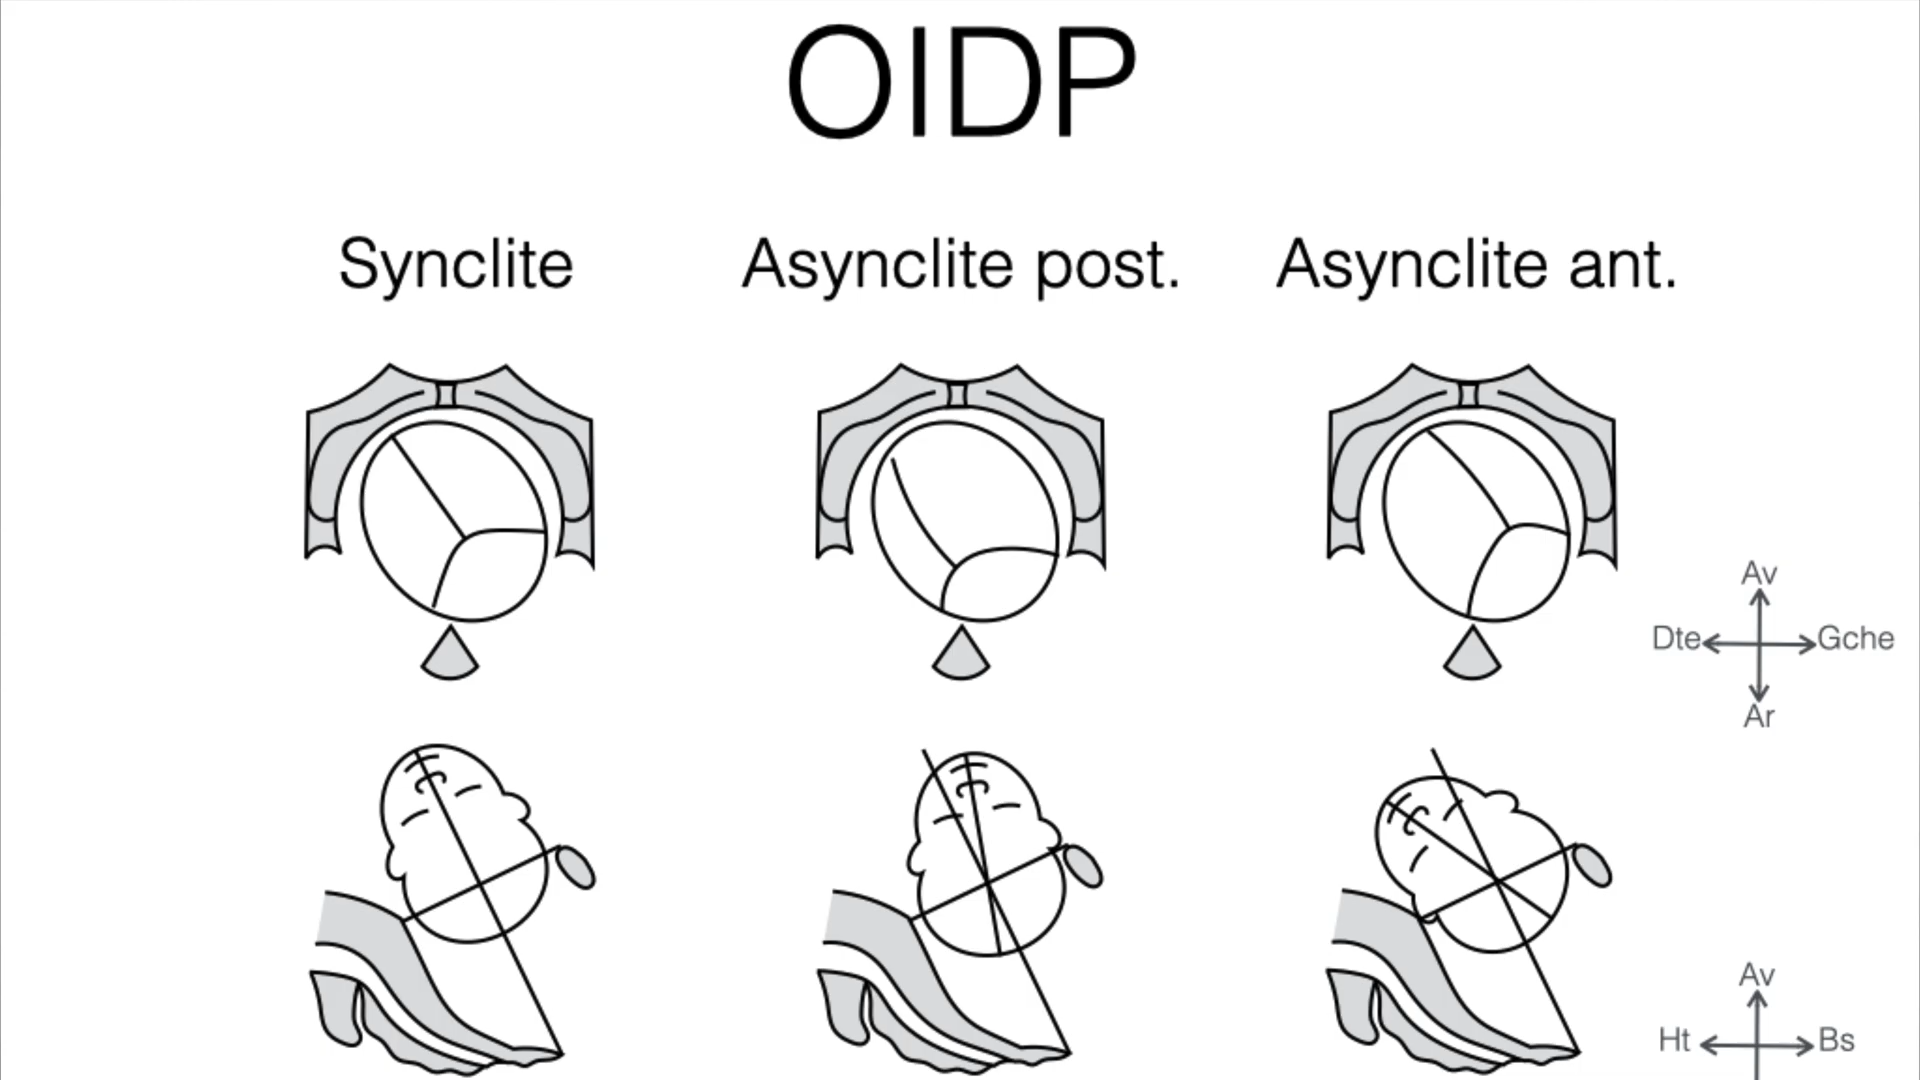 OIDP
Synclite
Asynclite post.
Asynclite ant.
Av
Dte
Gche
Ar
Av
Ht
Bs